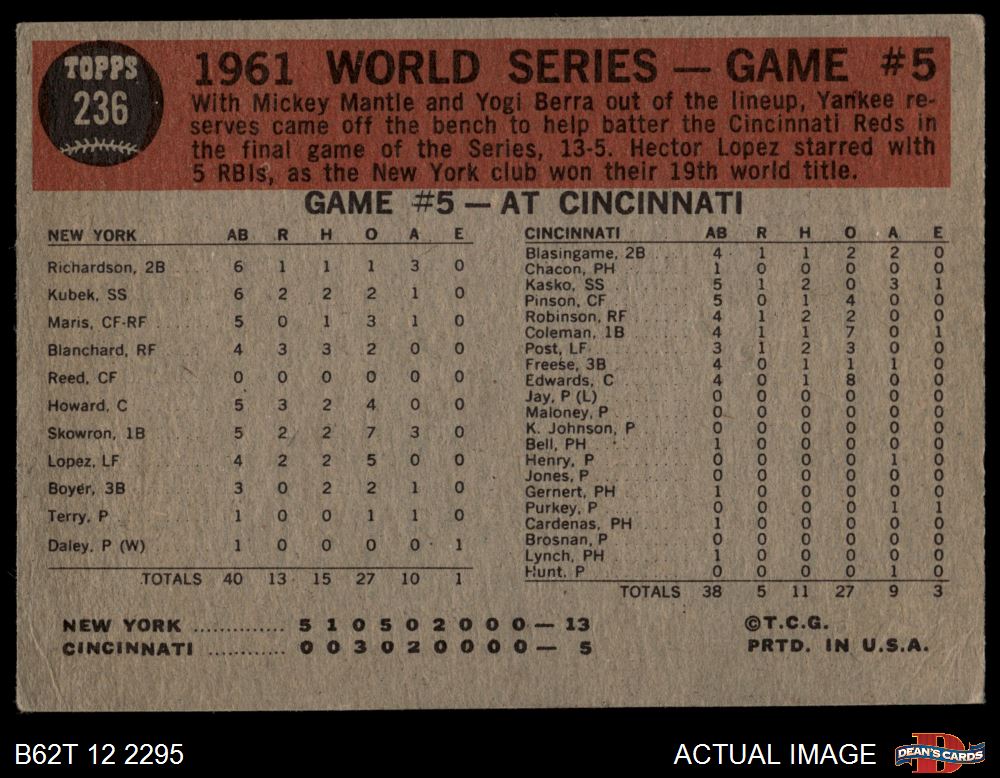 TOPPS
236
1961 WORLD SERIES — GAME #5
With Mickey Mantle and Yogi Berra out of the lineup, Yankee re-
serves came off the bench to help batter the Cincinnati Reds in
the final game of the Series, 13-5. Hector Lopez starred with
5 RBIs, as the New York club won their 19th world title.
GAME #5 — AT CINCINNATI
NEW YORK AB R H O A E
Richardson, 2B 6 1 1 1 3 0
Kubek, SS 6 2 2 2 1 0
Maris, CF-RF 5 0 1 3 1 0
Blanchard, RF 4 3 3 2 0 0
Reed, CF 0 0 0 0 0 0
Howard, C 5 3 2 4 0 0
Skowron, 1B 5 2 2 7 3 0
Lopez, LF 4 2 2 5 0 0
Boyer, 3B 3 0 2 2 1 0
Terry, P 1 0 0 1 1 0
Daley, P (W) 1 0 0 0 0 1
TOTALS 40 13 15 27 10 1
CINCINNATI AB R H O A E
Blasingame, 2B 4 1 1 2 2 0
Chacon, PH 1 0 0 0 0 0
Kasko, SS 5 1 2 0 3 1
Pinson, CF 5 0 1 4 0 0
Robinson, RF 4 1 2 2 0 0
Coleman, 1B 4 1 1 7 0 1
Post, LF 3 1 2 3 0 0
Freese, 3B 4 0 1 1 1 0
Edwards, C 4 0 1 8 0 0
Jay, P (L) 0 0 0 0 0 0
Maloney, P 0 0 0 0 0 0
K. Johnson, P 0 0 0 0 0 0
Bell, PH 1 0 0 0 0 0
Henry, P 0 0 0 0 1 0
Jones, P 0 0 0 0 0 0
Gernert, PH 1 0 0 0 0 0
Purkey, P 0 0 0 0 1 1
Cardenas, PH 1 0 0 0 0 0
Brosnan, P 0 0 0 0 0 0
Lynch, PH 1 0 0 0 0 0
Hunt, P 0 0 0 0 1 0
TOTALS 38 5 11 27 9 3
NEW YORK .............. 5 1 0 5 0 2 0 0 0 — 13
CINCINNATI ............ 0 0 3 0 2 0 0 0 0 — 5
©T.C.G.
PRTD. IN U.S.A.
B62T 12 2295
ACTUAL IMAGE
DEAN'S CARDS